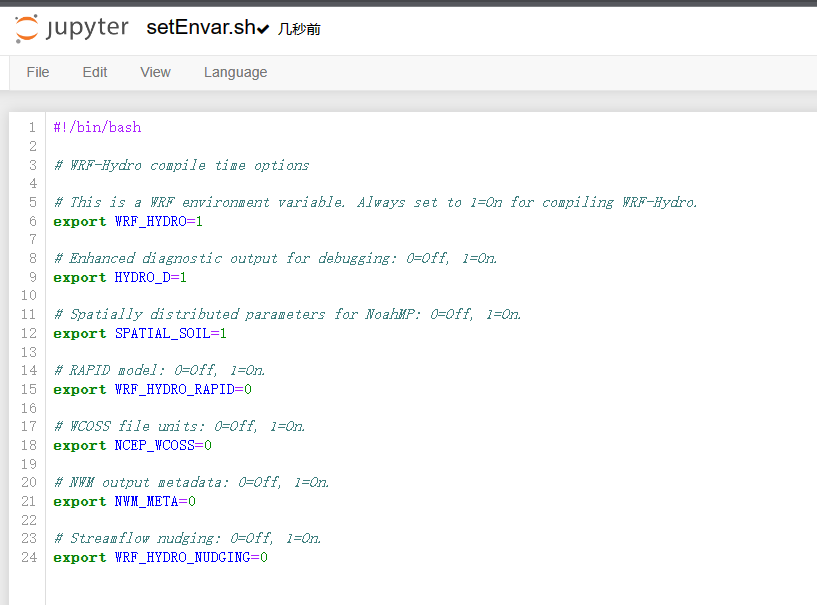 jupyter setEnvar.sh✔ 几秒前
File Edit View Language
1 #!/bin/bash
2
3 # WRF-Hydro compile time options
4
5 # This is a WRF environment variable. Always set to 1=On for compiling WRF-Hydro.
6 export WRF_HYDRO=1
7
8 # Enhanced diagnostic output for debugging: 0=Off, 1=On.
9 export HYDRO_D=1
10
11 # Spatially distributed parameters for NoahMP: 0=Off, 1=On.
12 export SPATIAL_SOIL=1
13
14 # RAPID model: 0=Off, 1=On.
15 export WRF_HYDRO_RAPID=0
16
17 # WCOSS file units: 0=Off, 1=On.
18 export NCEP_WCOSS=0
19
20 # NWM output metadata: 0=Off, 1=On.
21 export NWM_META=0
22
23 # Streamflow nudging: 0=Off, 1=On.
24 export WRF_HYDRO_NUDGING=0